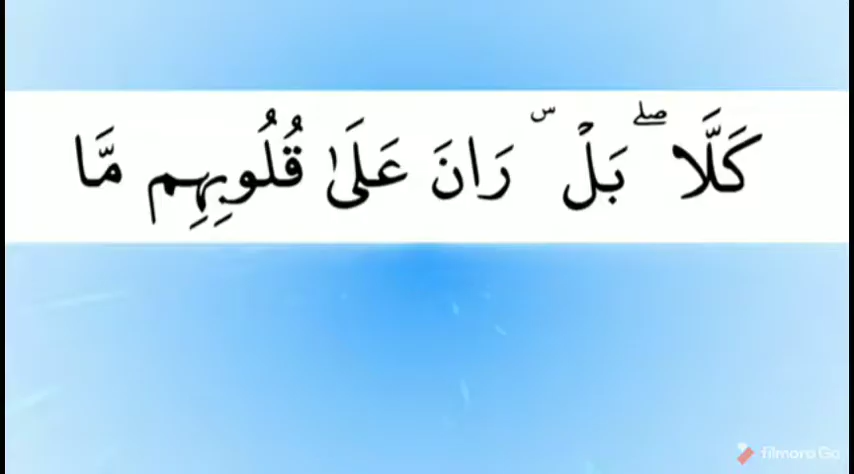 كَلَّا ۖ بَلْ ۜ رَانَ عَلَىٰ قُلُوبِهِم مَّا
filmora Go